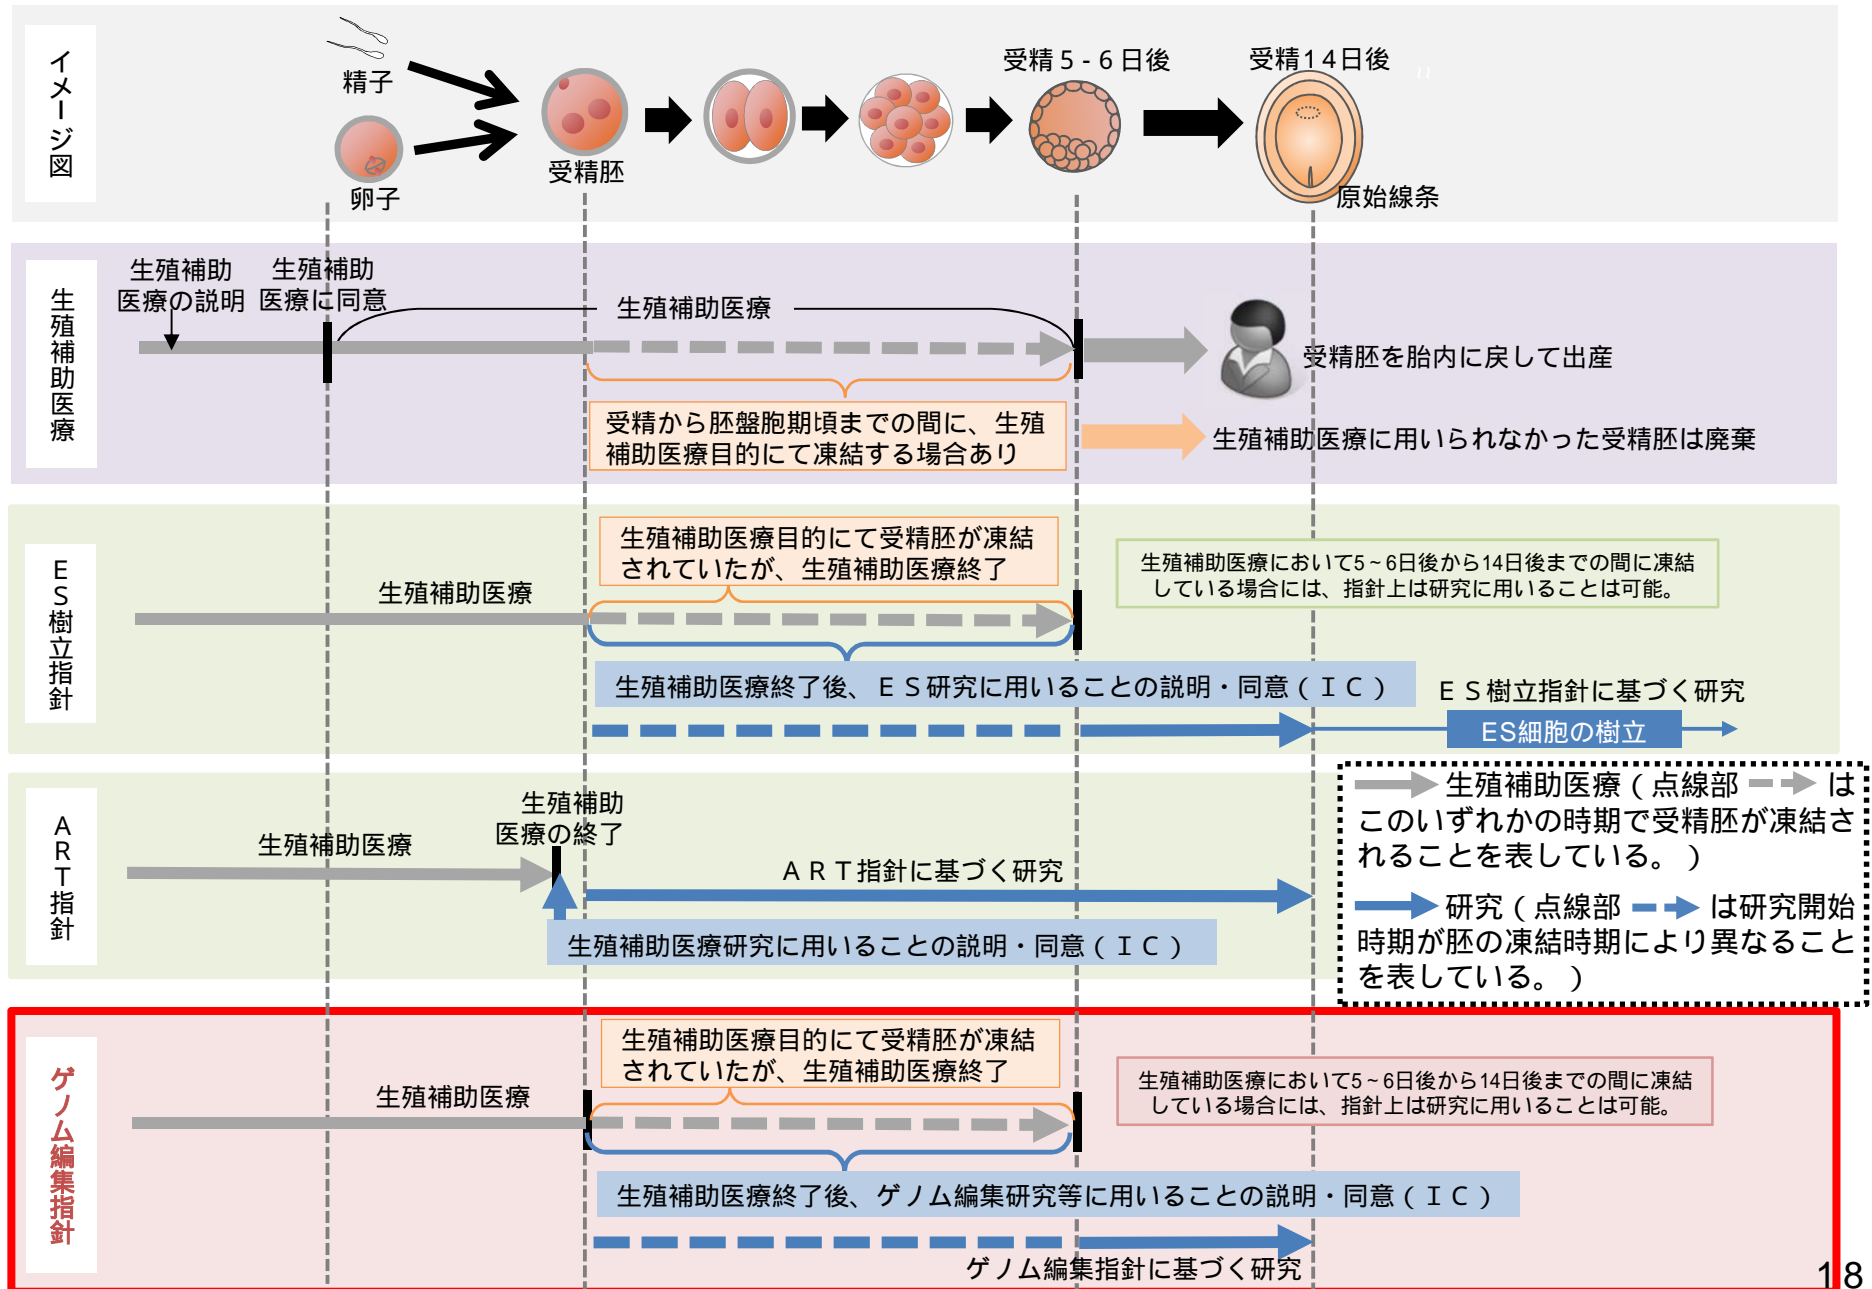 イメージ図
精子
卵子
受精胚
受精5-6日後
受精14日後
原始線条
生殖補助医療
生殖補助
医療の説明
生殖補助
医療に同意
生殖補助医療
受精胚を胎内に戻して出産
受精から胚盤胞期頃までの間に、生殖
補助医療目的にて凍結する場合あり
生殖補助医療に用いられなかった受精胚は廃棄
ES樹立指針
生殖補助医療
生殖補助医療目的にて受精胚が凍結
されていたが、生殖補助医療終了
生殖補助医療において5~6日後から14日後までの間に凍結
している場合には、指針上は研究に用いることは可能。
生殖補助医療終了後、ES研究に用いることの説明・同意(IC)
ES樹立指針に基づく研究
ES細胞の樹立
ART指針
生殖補助医療
生殖補助
医療の終了
ART指針に基づく研究
生殖補助医療研究に用いることの説明・同意(IC)
生殖補助医療(点線部 は
このいずれかの時期で受精胚が凍結さ
れることを表している。)
研究(点線部 は研究開始
時期が胚の凍結時期により異なること
を表している。)
ゲノム編集指針
生殖補助医療
生殖補助医療目的にて受精胚が凍結
されていたが、生殖補助医療終了
生殖補助医療において5~6日後から14日後までの間に凍結
している場合には、指針上は研究に用いることは可能。
生殖補助医療終了後、ゲノム編集研究等に用いることの説明・同意(IC)
ゲノム編集指針に基づく研究
18